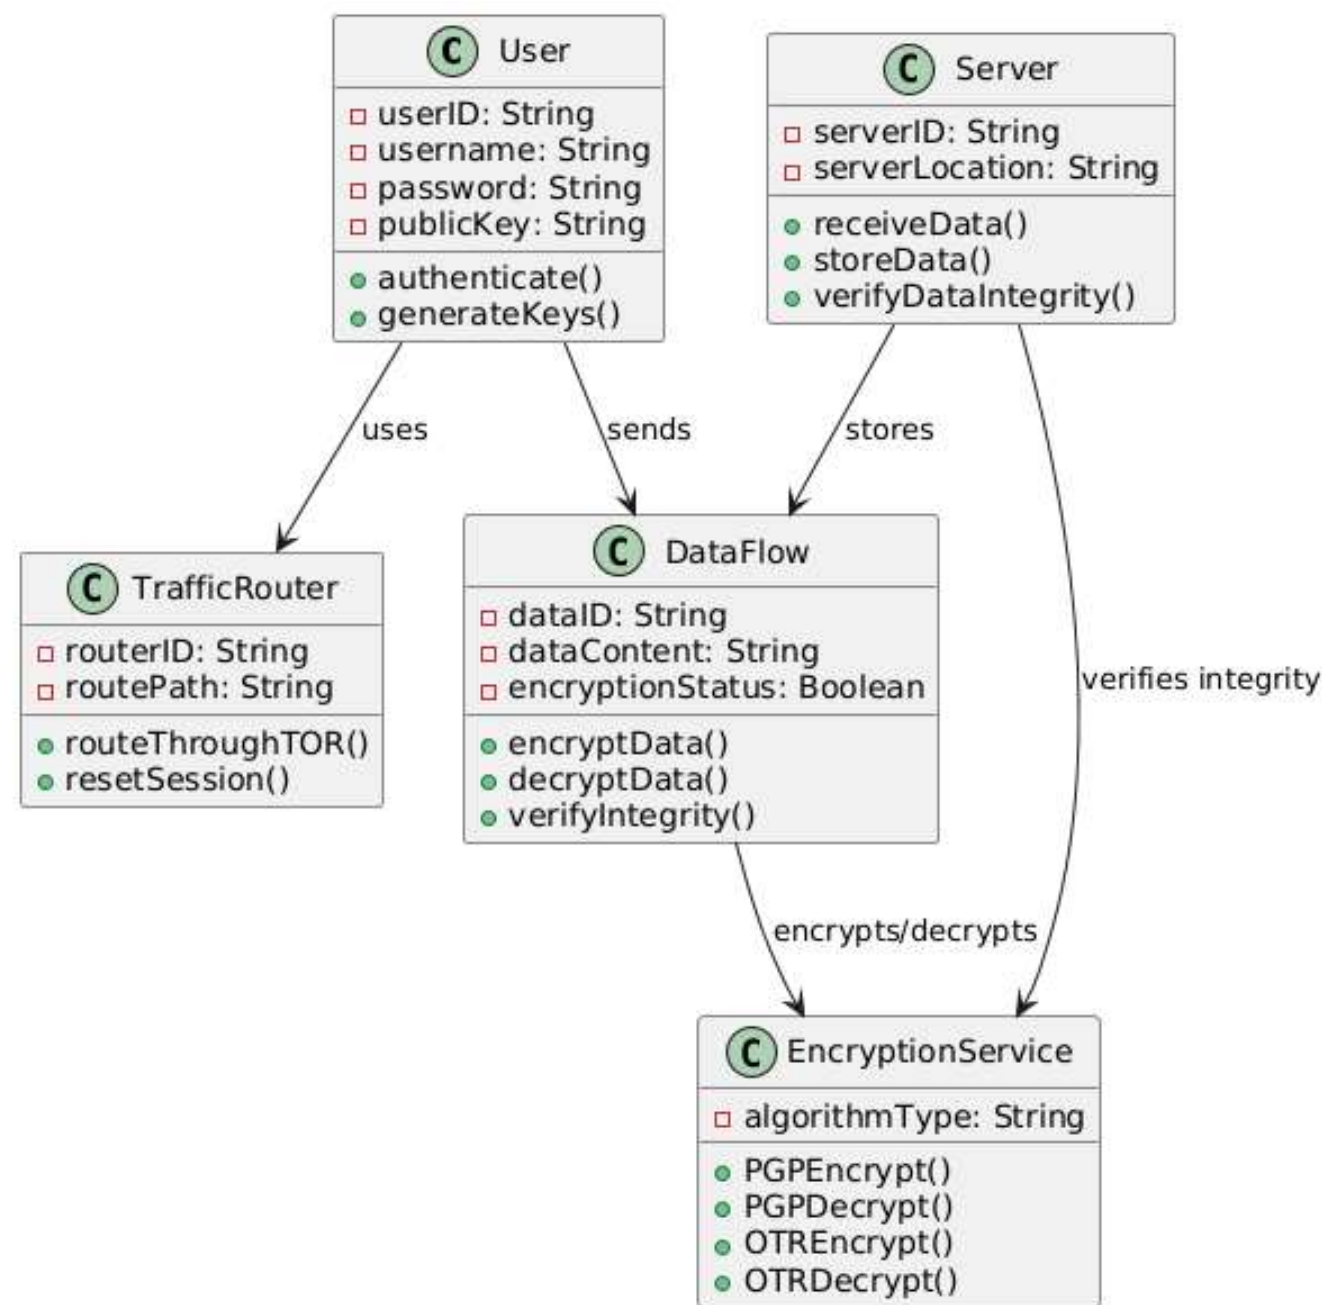 C User
userID: String
username: String
password: String
publicKey: String
authenticate()
generateKeys()
C Server
serverID: String
serverLocation: String
receiveData()
storeData()
verifyDataIntegrity()
uses
sends
stores
C TrafficRouter
routerID: String
routePath: String
routeThroughTOR()
resetSession()
C DataFlow
dataID: String
dataContent: String
encryptionStatus: Boolean
encryptData()
decryptData()
verifyIntegrity()
verifies integrity
encrypts/decrypts
C EncryptionService
algorithmType: String
PGPEncrypt()
PGPDecrypt()
OTREncrypt()
OTRDecrypt()